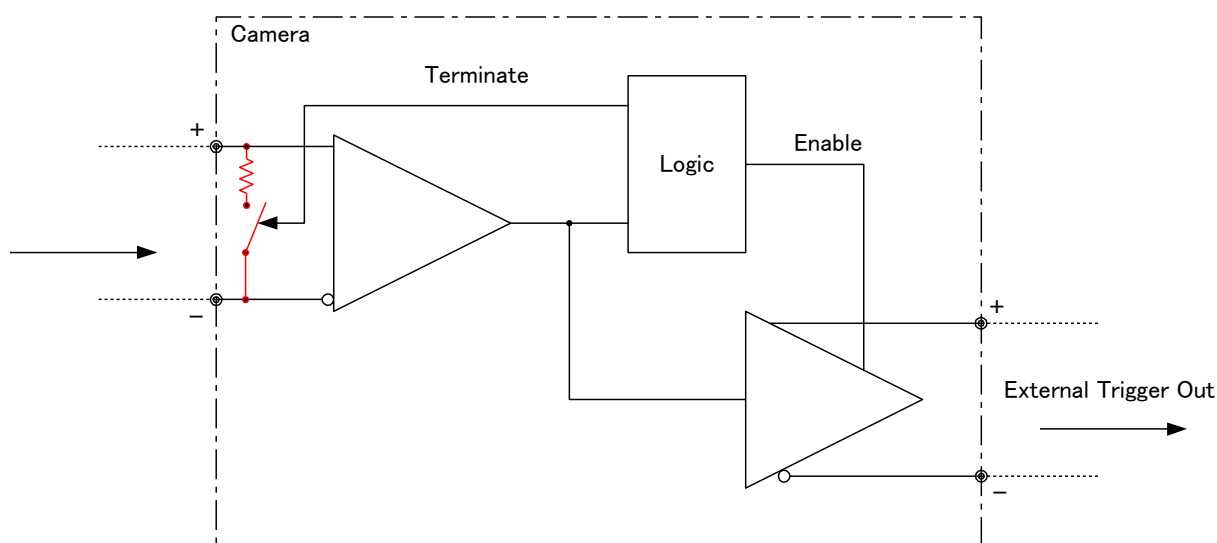 Camera
Terminate
+
Enable
Logic
−
+
External Trigger Out
−